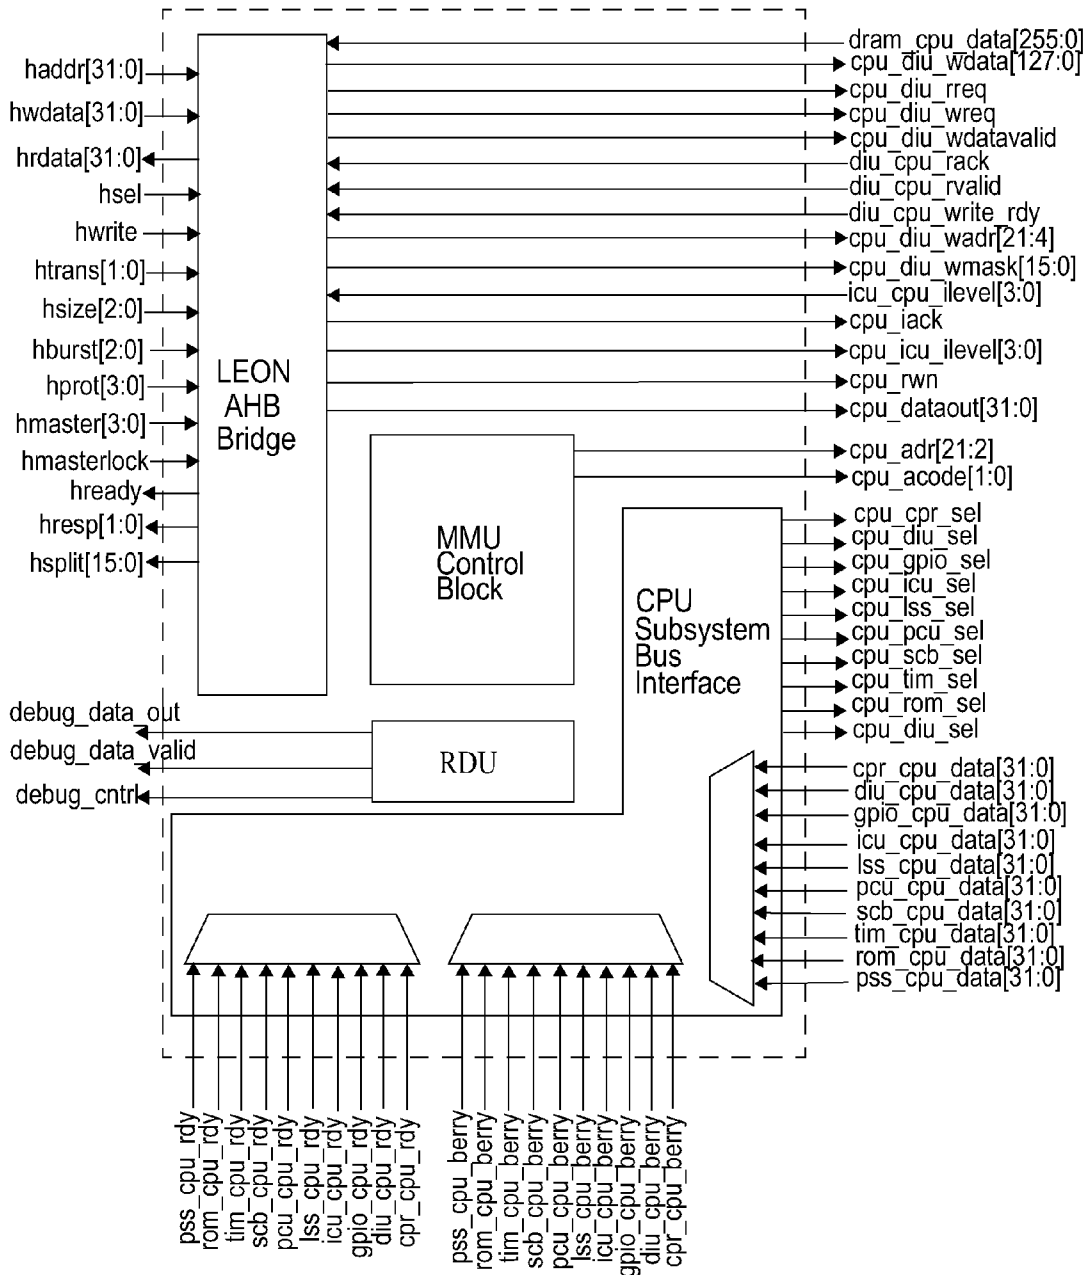 haddr[31:0]
hwdata[31:0]
hrdata[31:0]
hsel
hwrite
htrans[1:0]
hsize[2:0]
hburst[2:0]
hprot[3:0]
hmaster[3:0]
hmasterlock
hready
hresp[1:0]
hsplit[15:0]
LEON
AHB
Bridge
dram_cpu_data[255:0]
cpu_diu_wdata[127:0]
cpu_diu_rreq
cpu_diu_wreq
cpu_diu_wdatavalid
diu_cpu_rack
diu_cpu_rvalid
diu_cpu_write_rdy
cpu_diu_wadr[21:4]
cpu_diu_wmask[15:0]
icu_cpu_ilevel[3:0]
cpu_iack
cpu_icu_ilevel[3:0]
cpu_rwn
cpu_dataout[31:0]
cpu_adr[21:2]
cpu_acode[1:0]
MMU
Control
Block
CPU
Subsystem
Bus
Interface
cpu_cpr_sel
cpu_diu_sel
cpu_gpio_sel
cpu_icu_sel
cpu_lss_sel
cpu_pcu_sel
cpu_scb_sel
cpu_tim_sel
cpu_rom_sel
cpu_diu_sel
debug_data_out
debug_data_valid
debug_cntrl
RDU
cpr_cpu_data[31:0]
diu_cpu_data[31:0]
gpio_cpu_data[31:0]
icu_cpu_data[31:0]
lss_cpu_data[31:0]
pcu_cpu_data[31:0]
scb_cpu_data[31:0]
tim_cpu_data[31:0]
rom_cpu_data[31:0]
pss_cpu_data[31:0]
pss_cpu_rdy
rom_cpu_rdy
tim_cpu_rdy
scb_cpu_rdy
pcu_cpu_rdy
lss_cpu_rdy
icu_cpu_rdy
gpio_cpu_rdy
diu_cpu_rdy
cpr_cpu_rdy
pss_cpu_berry
rom_cpu_berry
tim_cpu_berry
scb_cpu_berry
pcu_cpu_berry
lss_cpu_berry
icu_cpu_berry
gpio_cpu_berry
diu_cpu_berry
cpr_cpu_berry